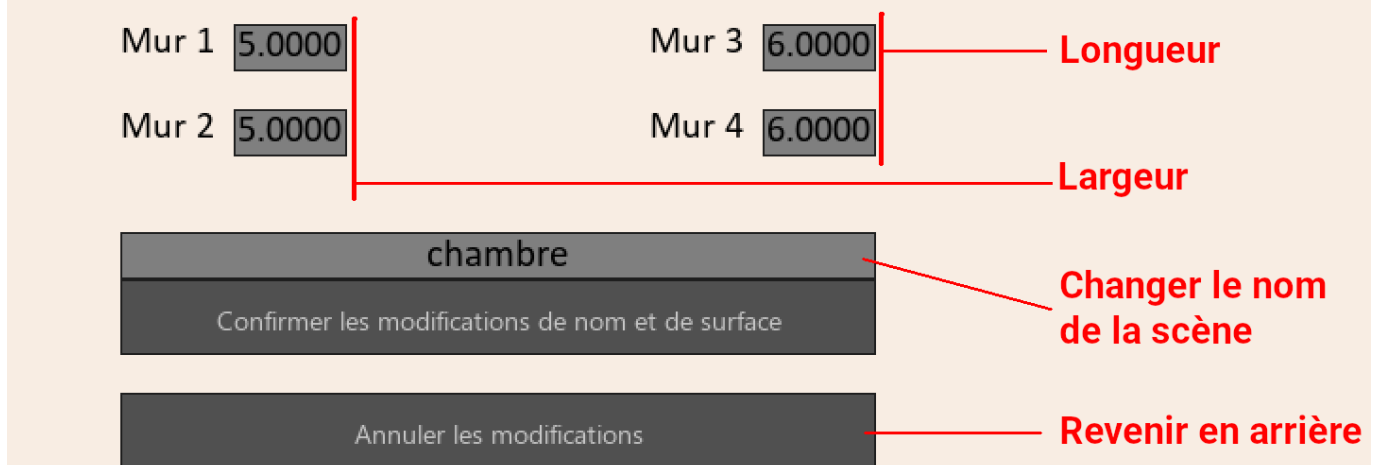 Mur 1 5.0000 Mur 3 6.0000 Longueur
Mur 2 5.0000 Mur 4 6.0000
Largeur
chambre
Changer le nom
de la scène
Confirmer les modifications de nom et de surface
Annuler les modifications Revenir en arrière